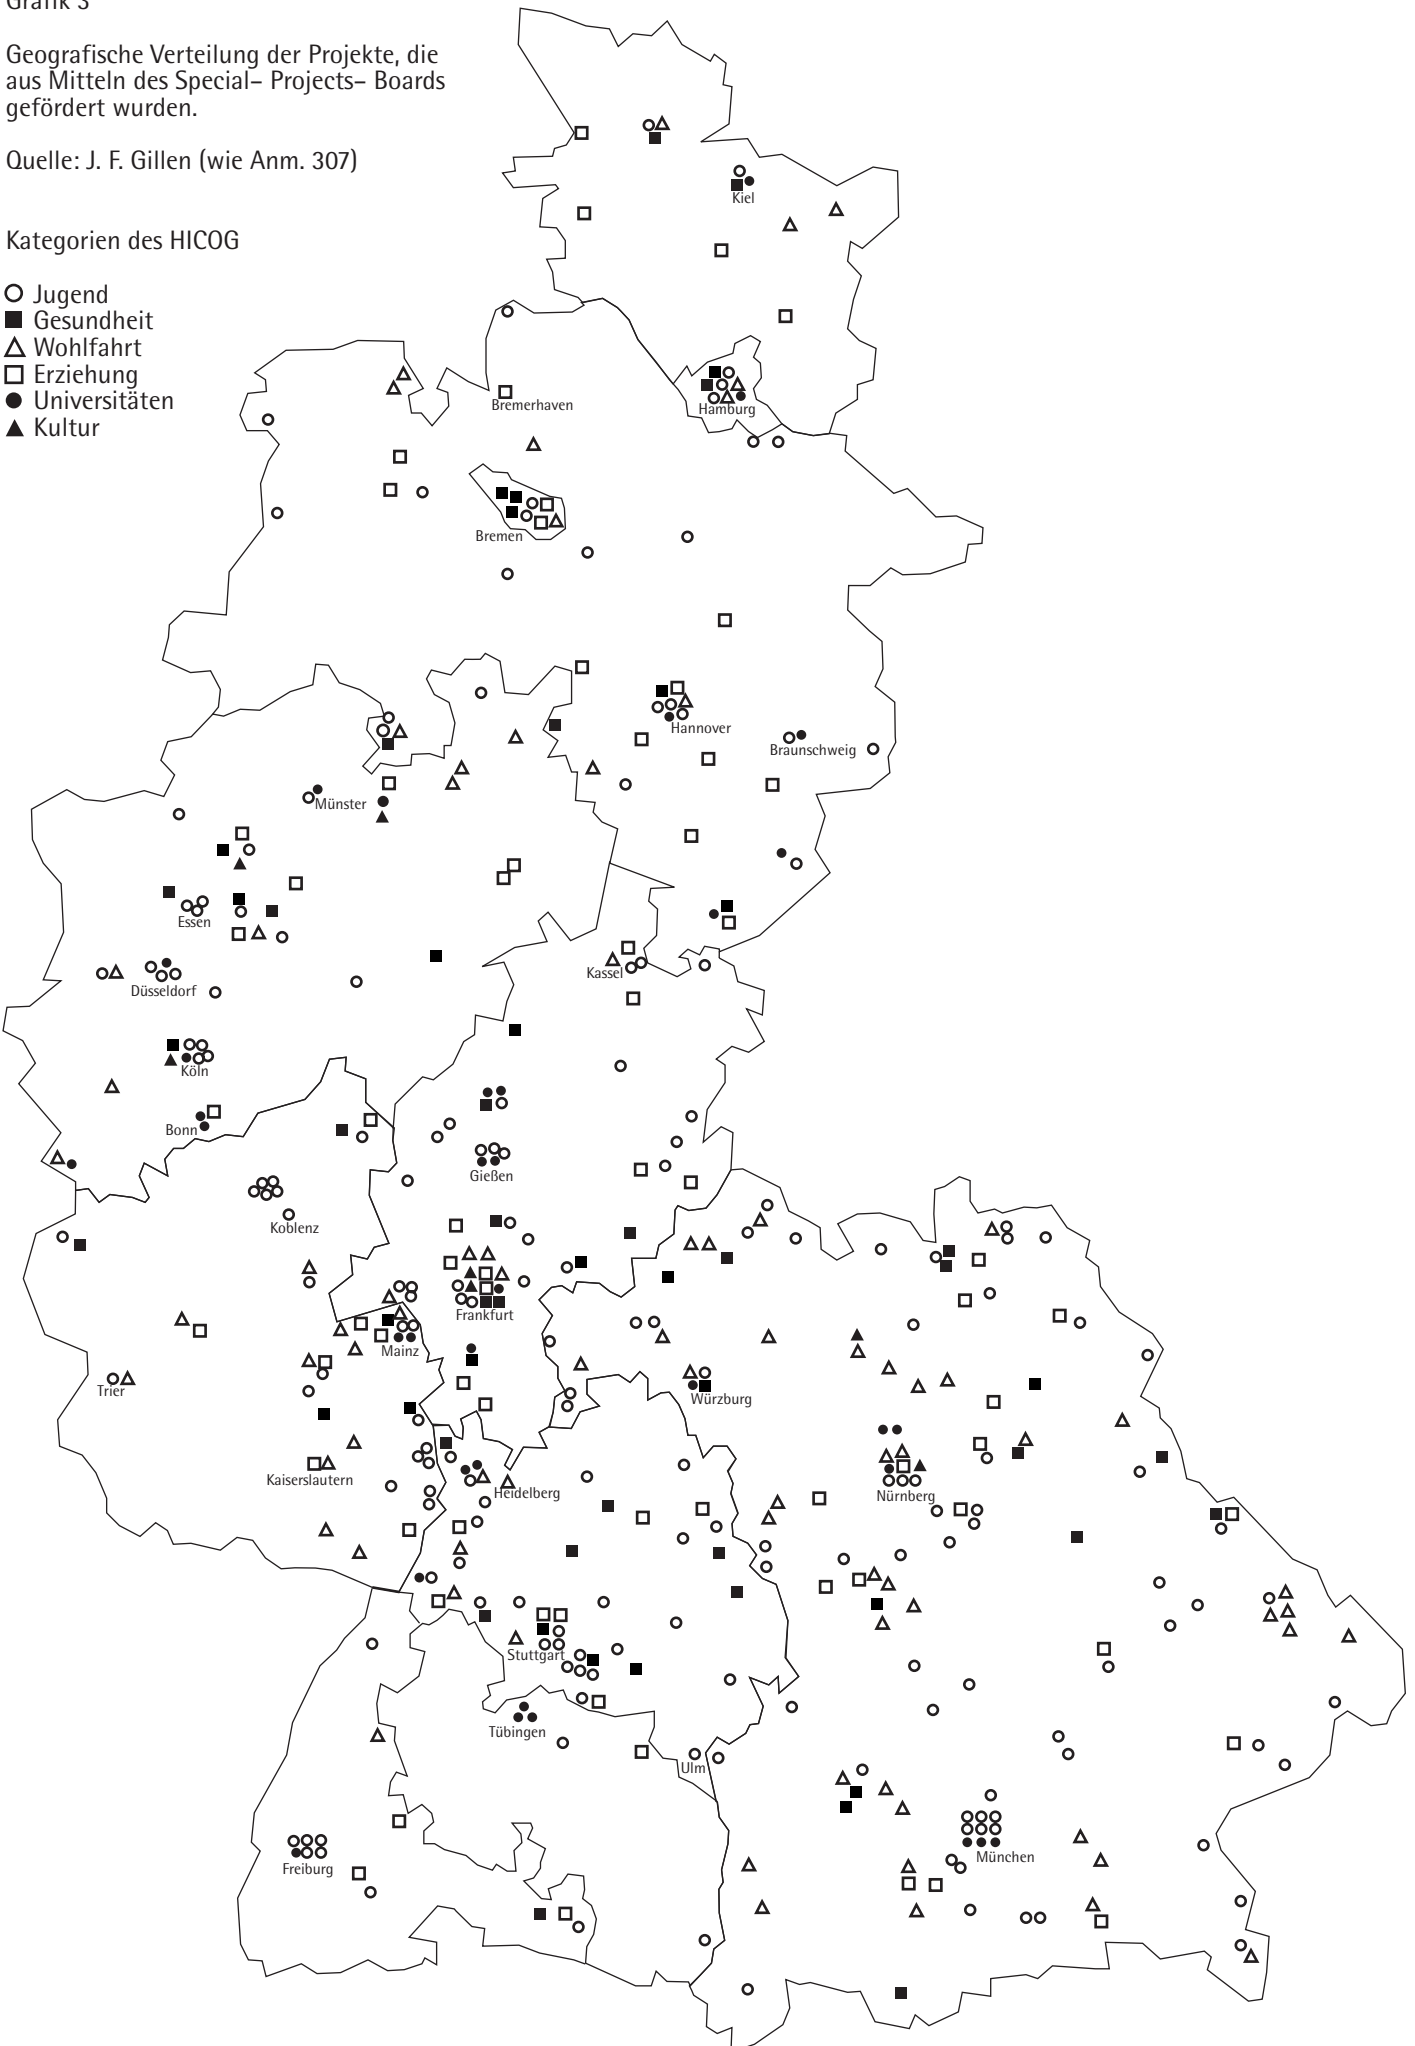 Grafik 3
Geografische Verteilung der Projekte, die
aus Mitteln des Special– Projects– Boards
gefördert wurden.
Quelle: J. F. Gillen (wie Anm. 307)
Kategorien des HICOG
Jugend
Gesundheit
Wohlfahrt
Erziehung
Universitäten
Kultur
Kiel
Hamburg
Bremerhaven
Bremen
Hannover
Braunschweig
Münster
Essen
Düsseldorf
Kassel
Köln
Bonn
Gießen
Koblenz
Frankfurt
Mainz
Trier
Würzburg
Kaiserslautern
Heidelberg
Nürnberg
Stuttgart
Tübingen
Ulm
München
Freiburg